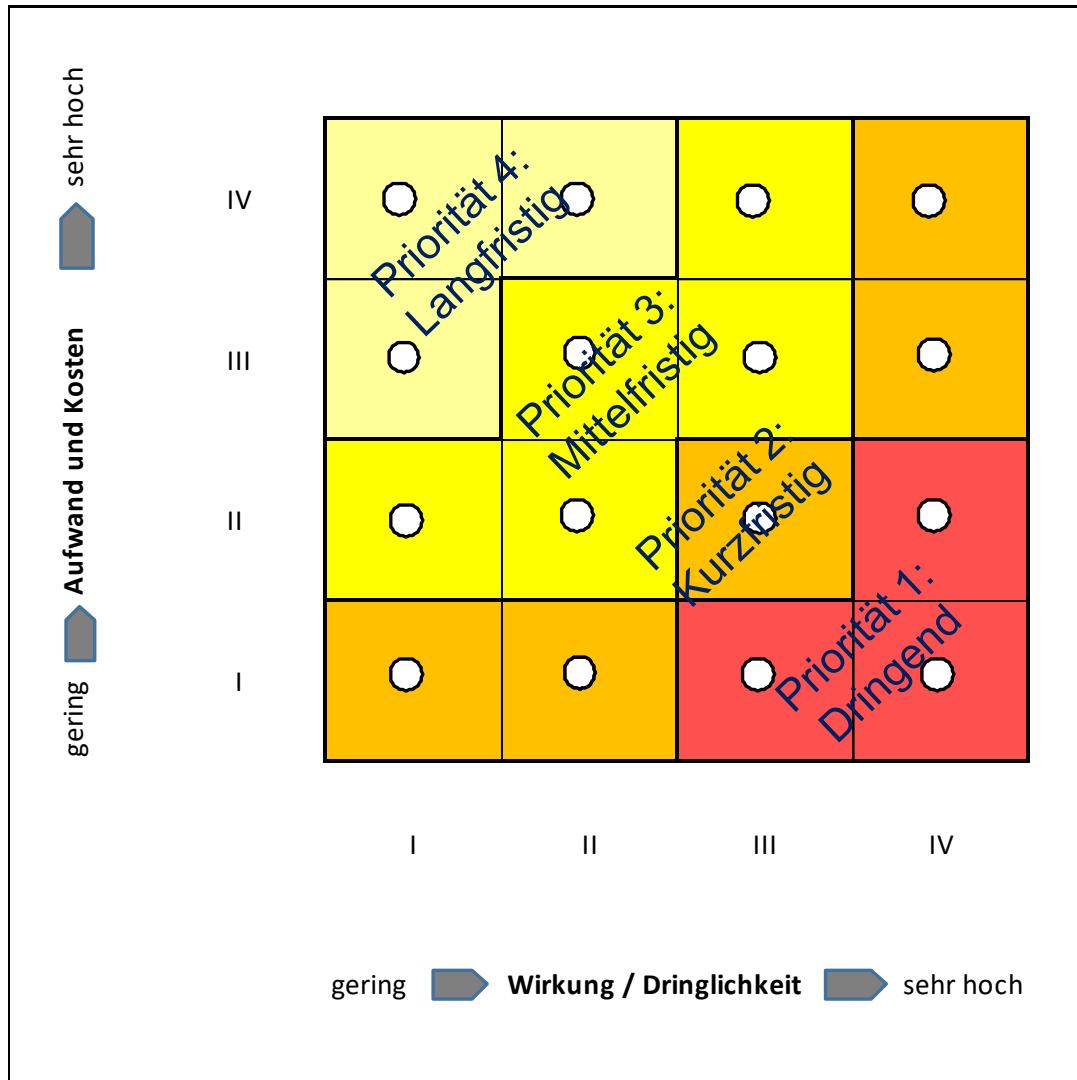 sehr hoch
Aufwand und Kosten
gering
IV
III
II
I
Priorität 4:
Langfristig
Priorität 3:
Mittelfristig
Priorität 2:
Kurzfristig
Priorität 1:
Dringend
I II III IV
gering Wirkung / Dringlichkeit sehr hoch